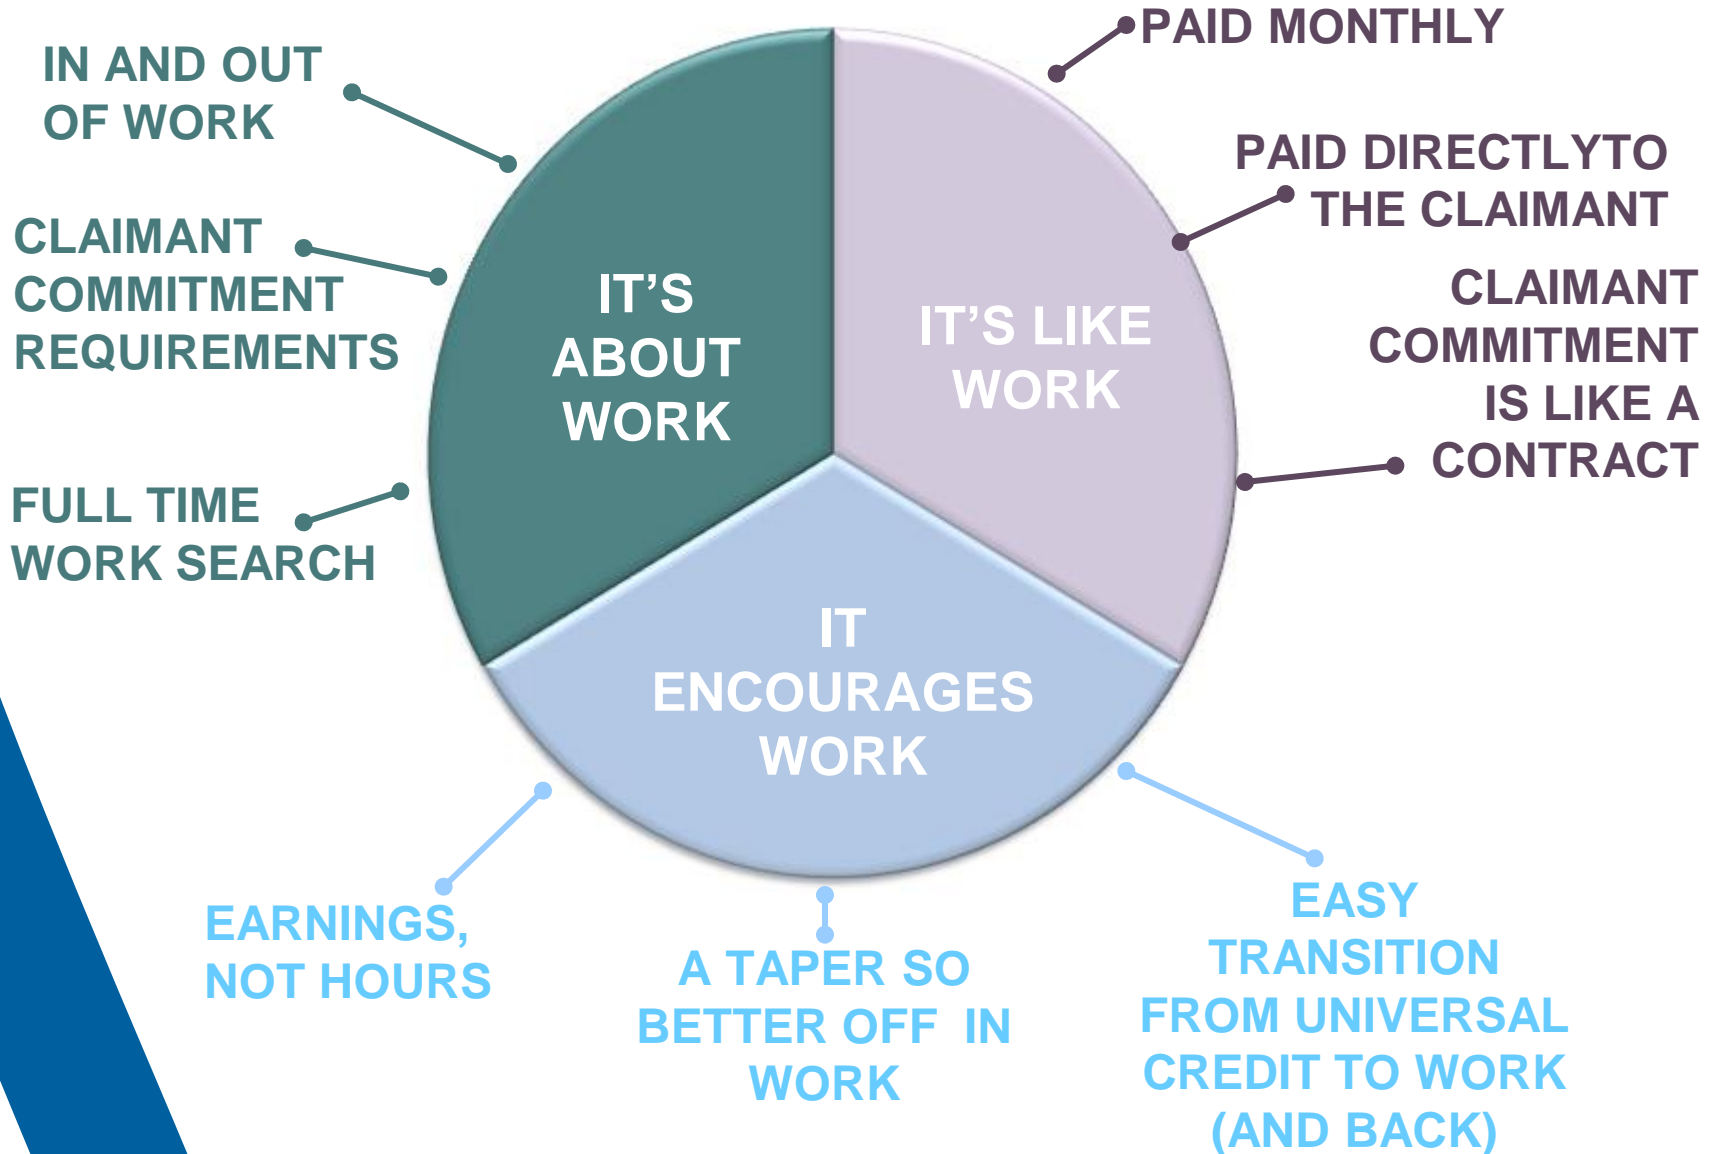 IN AND OUT
OF WORK
CLAIMANT
COMMITMENT
REQUIREMENTS
FULL TIME
WORK SEARCH
IT’S
ABOUT
WORK
IT’S LIKE
WORK
PAID MONTHLY
PAID DIRECTLYTO
THE CLAIMANT
CLAIMANT
COMMITMENT
IS LIKE A
CONTRACT
IT
ENCOURAGES
WORK
EARNINGS,
NOT HOURS
A TAPER SO
BETTER OFF  IN
WORK
EASY
TRANSITION
FROM UNIVERSAL
CREDIT TO WORK
(AND BACK)